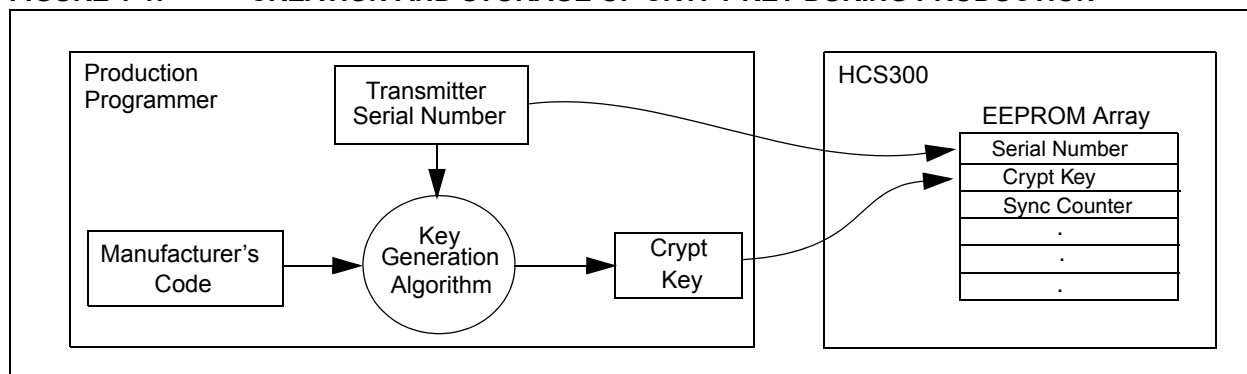 Production
Programmer
Transmitter
Serial Number
Manufacturer’s
Code
Key
Generation
Algorithm
Crypt
Key
HCS300
EEPROM Array
Serial Number
Crypt Key
Sync Counter
.
.
.